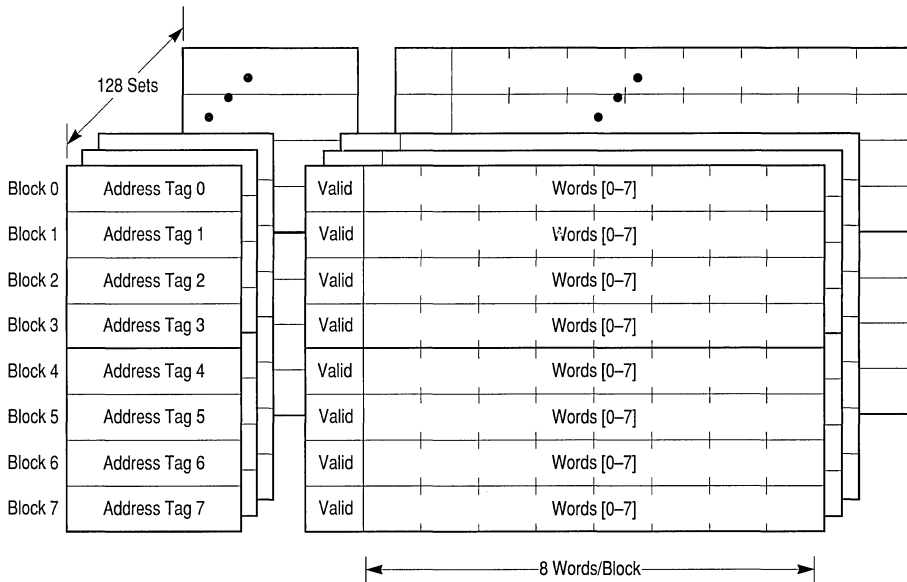 128 Sets
Block 0 Address Tag 0 Valid Words [0–7]
Block 1 Address Tag 1 Valid Words [0–7]
Block 2 Address Tag 2 Valid Words [0–7]
Block 3 Address Tag 3 Valid Words [0–7]
Block 4 Address Tag 4 Valid Words [0–7]
Block 5 Address Tag 5 Valid Words [0–7]
Block 6 Address Tag 6 Valid Words [0–7]
Block 7 Address Tag 7 Valid Words [0–7]
8 Words/Block